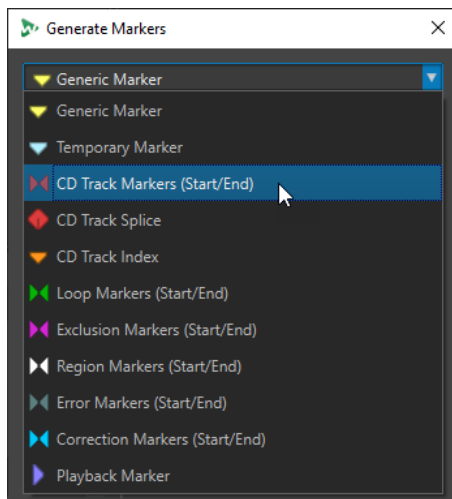 Generate Markers
Generic Marker
Generic Marker
Temporary Marker
CD Track Markers (Start/End)
CD Track Splice
CD Track Index
Loop Markers (Start/End)
Exclusion Markers (Start/End)
Region Markers (Start/End)
Error Markers (Start/End)
Correction Markers (Start/End)
Playback Marker